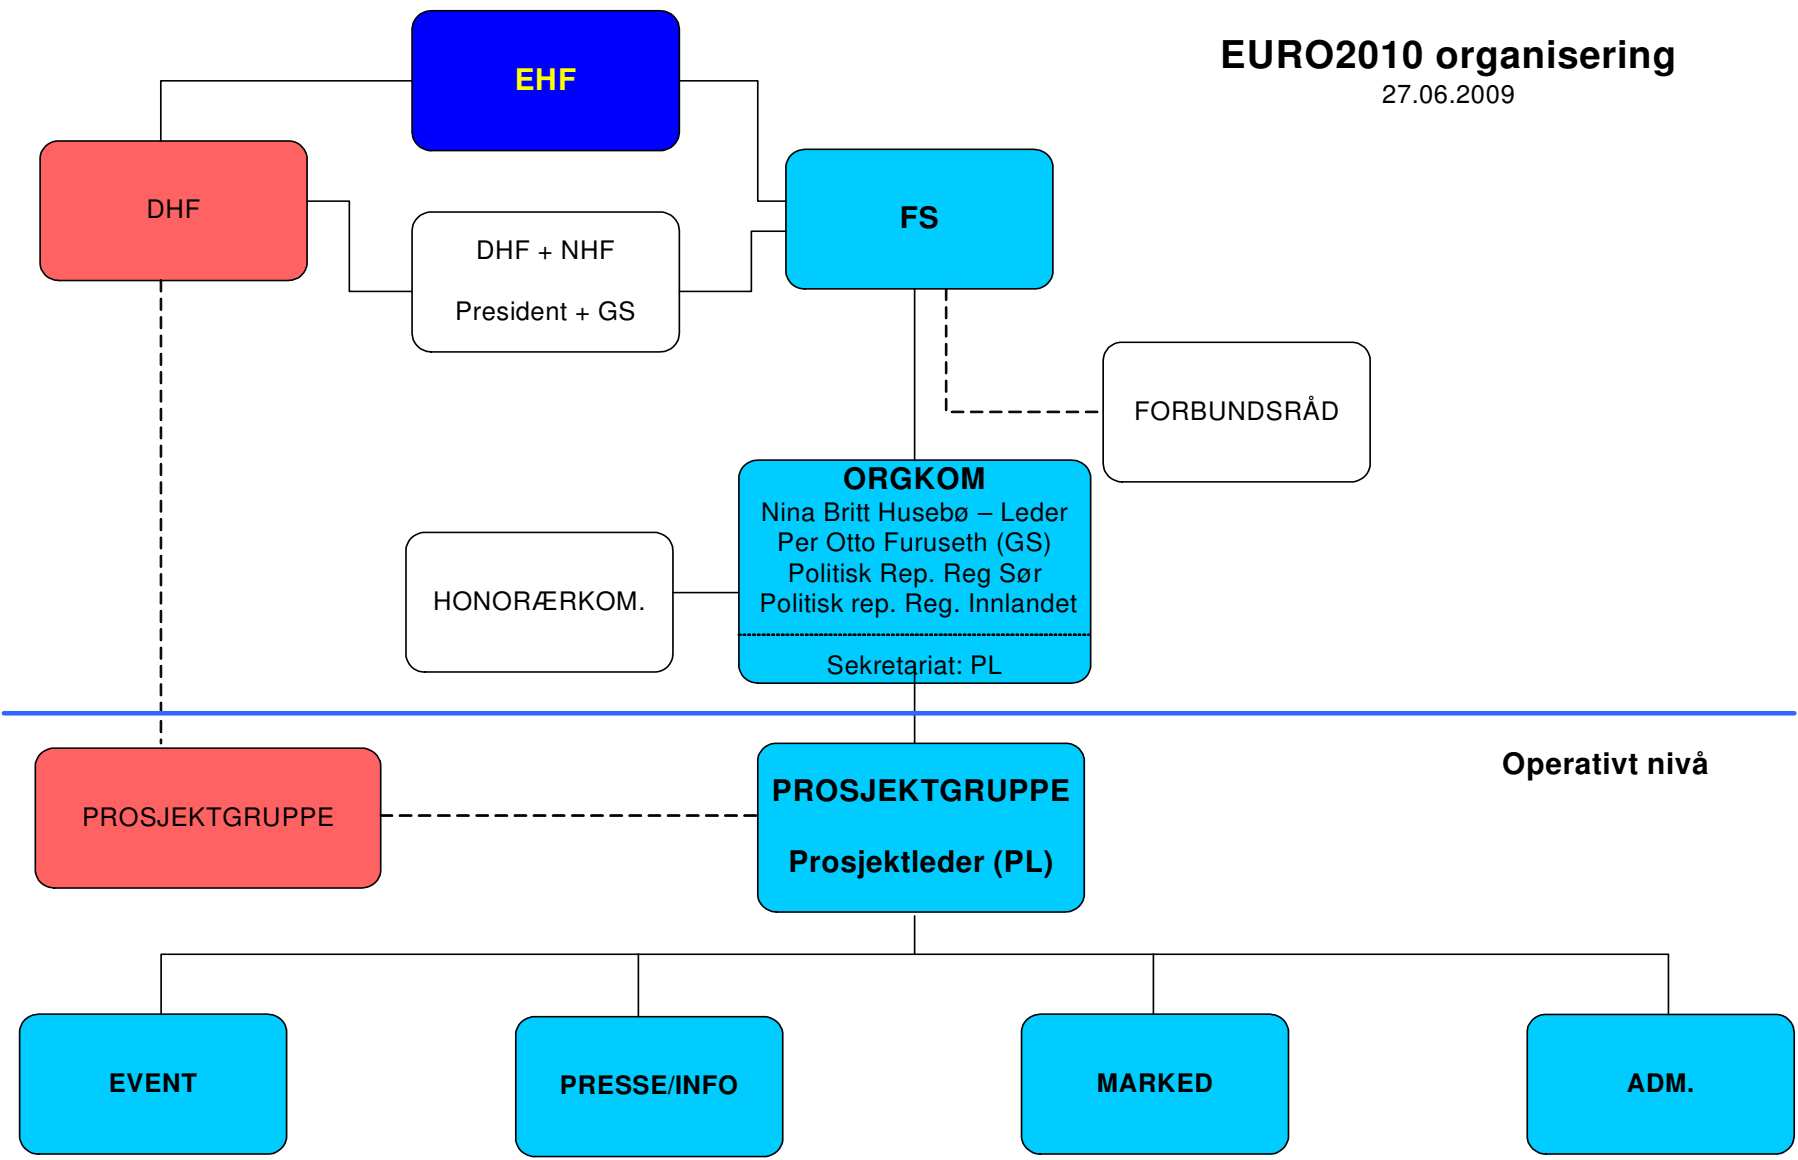 EURO2010 organisering
27.06.2009
EHF
DHF
FS
DHF + NHF
President + GS
FORBUNDSRÅD
ORGKOM
Nina Britt Husebø – Leder
Per Otto Furuseth (GS)
Politisk Rep. Reg Sør
Politisk rep. Reg. Innlandet
Sekretariat: PL
HONORÆRKOM.
Operativt nivå
PROSJEKTGRUPPE
PROSJEKTGRUPPE
Prosjektleder (PL)
EVENT
PRESSE/INFO
MARKED
ADM.